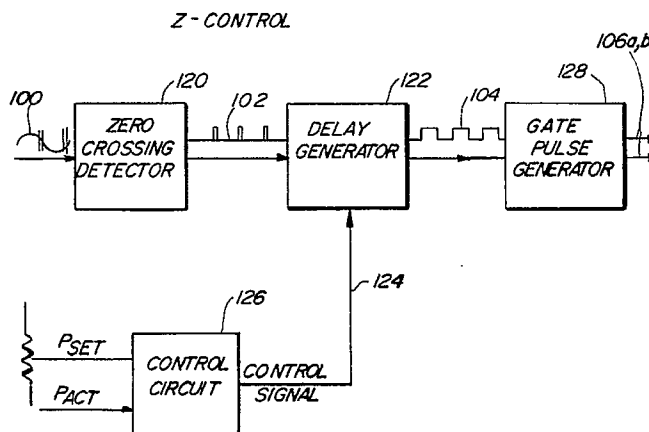 Z-CONTROL
106a,b
120
122
128
100
102
104
ZERO
CROSSING
DETECTOR
DELAY
GENERATOR
GATE
PULSE
GENERATOR
124
126
PSET
PACT
CONTROL
CIRCUIT
CONTROL
SIGNAL